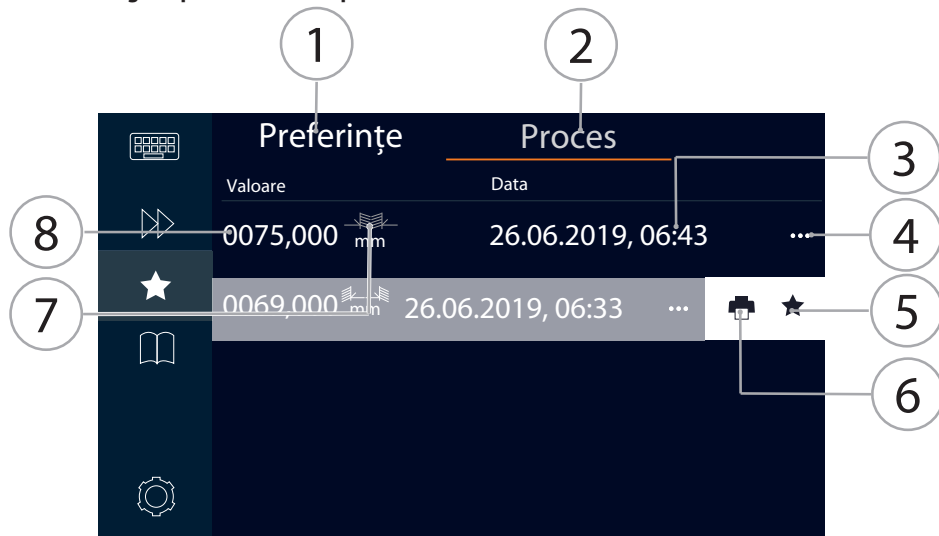 1 2
Preferințe Proces
3
Valoare Data
8 0075,000 mm 26.06.2019, 06:43 ... 4
7 0069,000 mm 26.06.2019, 06:33 ... 5
6